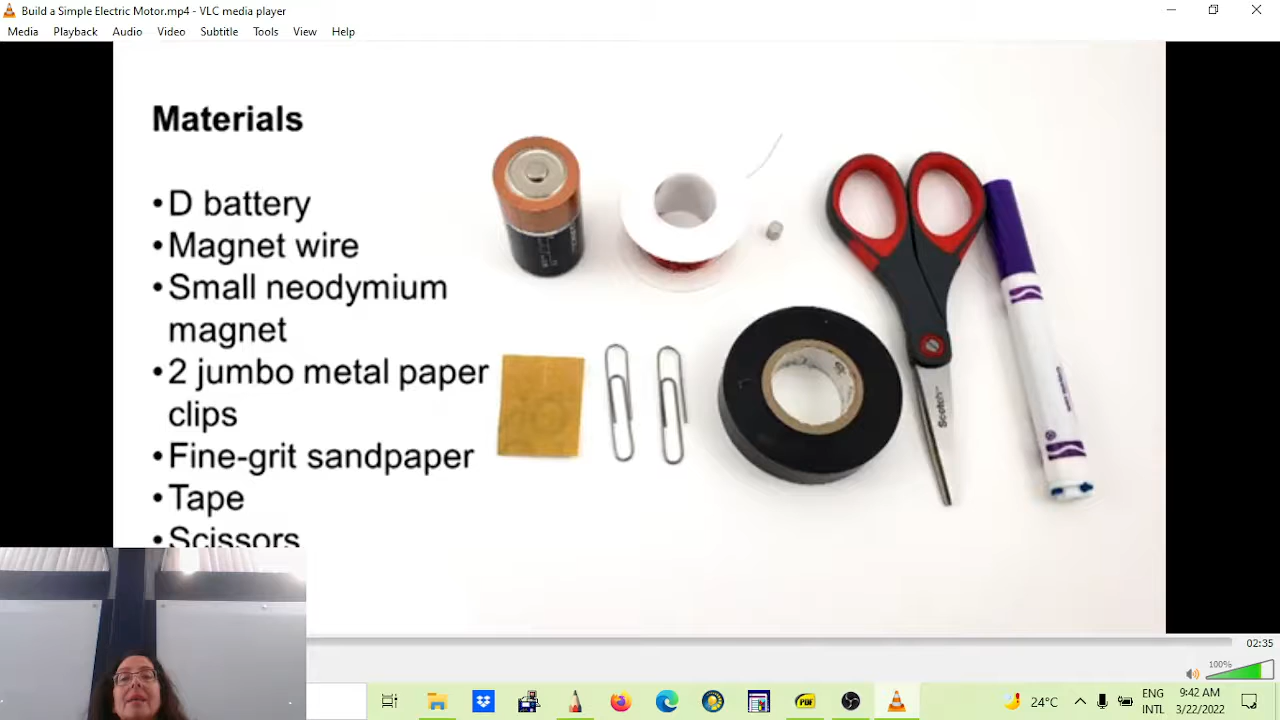 Build a Simple Electric Motor.mp4 - VLC media player
Media Playback Audio Video Subtitle Tools View Help
Materials
•D battery
•Magnet wire
•Small neodymium
magnet
•2 jumbo metal paper
clips
•Fine-grit sandpaper
•Tape
•Scissors
Scotch
02:35
100%
PDF
24°C
ENG
INTL
9:42 AM
3/22/2022